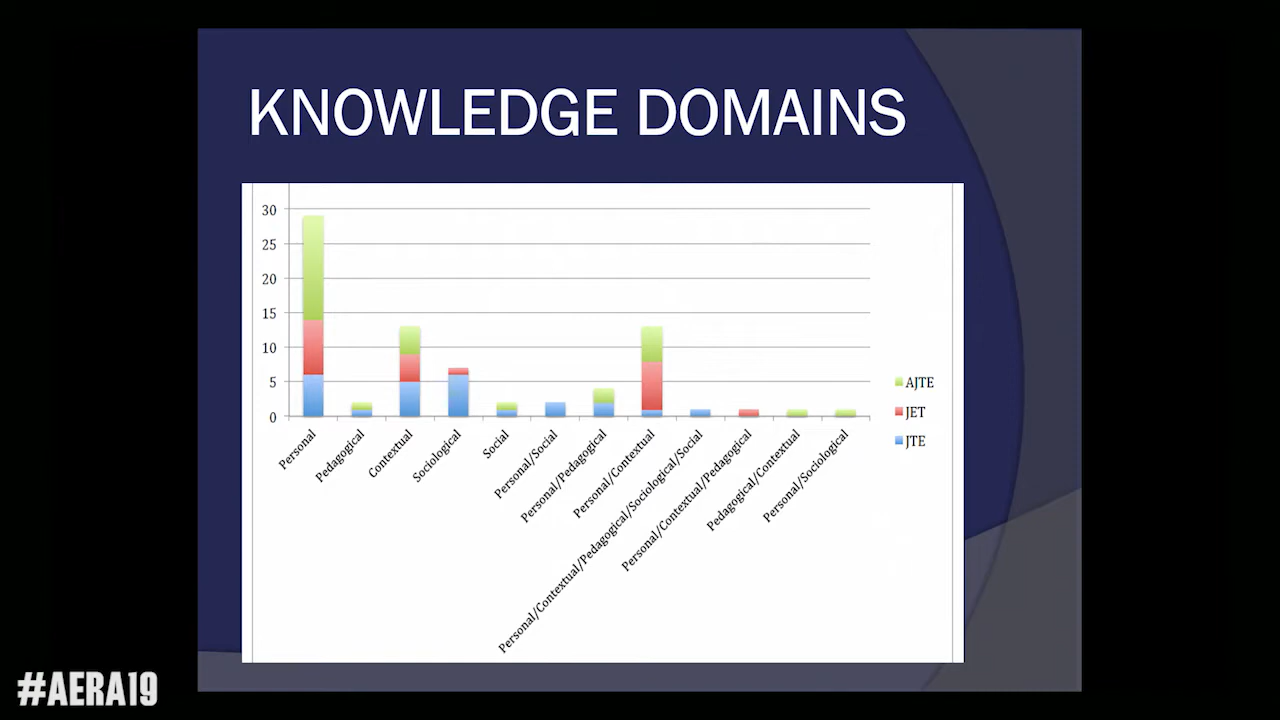 KNOWLEDGE DOMAINS
30
25
20
15
10
5
0
Personal
Pedagogical
Contextual
Sociological
Social
Personal/Social
Personal/Pedagogical
Personal/Contextual
Personal/Contextual/Pedagogical/Sociological/Social
Personal/Contextual/Pedagogical
Pedagogical/Contextual
Personal/Sociological
AJTE
JET
JTE
#AERA19